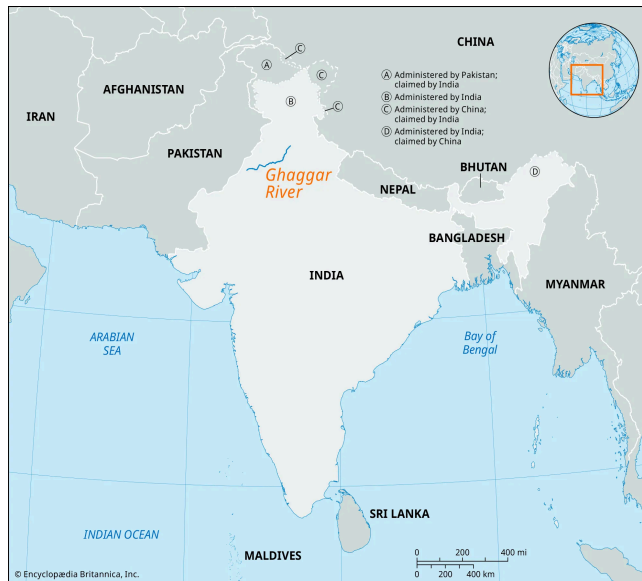 CHINA
C
A
C
B
C
A Administered by Pakistan;
claimed by India
B Administered by India
C Administered by China;
claimed by India
D Administered by India;
claimed by China
AFGHANISTAN
IRAN
PAKISTAN
Ghaggar
River
NEPAL
BHUTAN
D
BANGLADESH
INDIA
MYANMAR
ARABIAN
SEA
Bay of
Bengal
SRI LANKA
INDIAN OCEAN
MALDIVES
0 200 400 mi
0 200 400 km
© Encyclopædia Britannica, Inc.